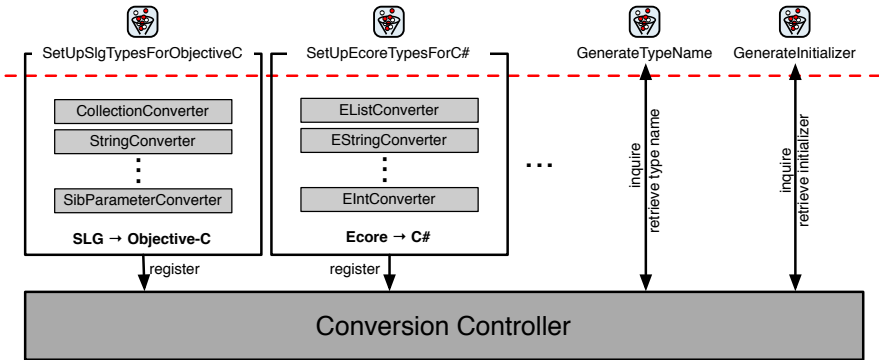 SetUpSlgTypesForObjectiveC
SetUpEcoreTypesForC#
GenerateTypeName
GenerateInitializer
CollectionConverter
StringConverter
SibParameterConverter
SLG → Objective-C
EListConverter
EStringConverter
EIntConverter
Ecore → C#
...
inquire
retrieve type name
inquire
retrieve initializer
register
register
Conversion Controller